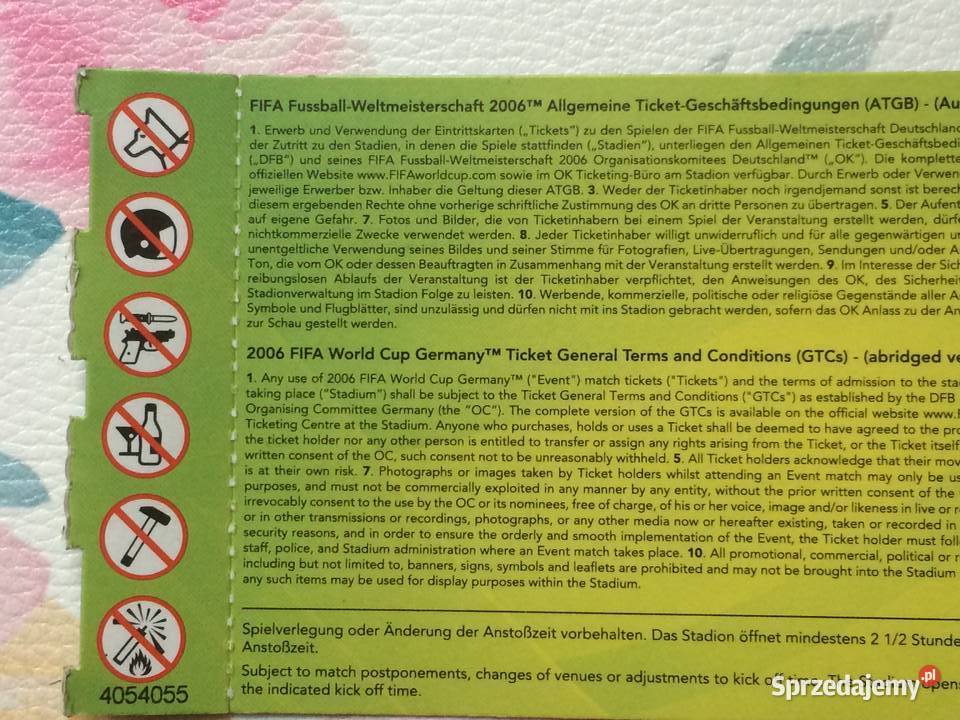 FIFA Fussball-Weltmeisterschaft 2006™ Allgemeine Ticket-Geschäftsbedingungen (ATGB) - (Au
1. Erwerb und Verwendung der Eintrittskarten („Tickets") zu den Spielen der FIFA Fussball-Weltmeisterschaft Deutschland
in der Zutritt zu den Stadien, in denen die Spiele stattfinden („Stadien"), unterliegen den Allgemeinen Ticket-Geschäftsbedi
(„DFB") und seines FIFA Fussball-Weltmeisterschaft 2006 Organisationskomitees Deutschland™ („OK"). Die komplette
offiziellen Website www.FIFAworldcup.com sowie im OK Ticketing-Büro am Stadion verfügbar. Durch Erwerb oder Verwen
jeweilige Erwerber bzw. Inhaber die Geltung dieser ATGB. 3. Weder der Ticketinhaber noch irgendjemand sonst ist berech
diesem ergebenden Rechte ohne vorherige schriftliche Zustimmung des OK an dritte Personen zu übertragen. 5. Der Aufent
auf eigene Gefahr. 7. Fotos und Bilder, die von Ticketinhabern bei einem Spiel der Veranstaltung erstellt werden, dürfe
nichtkommerzielle Zwecke verwendet werden. 8. Jeder Ticketinhaber willigt unwiderruflich und für alle gegenwärtigen un
unentgeltliche Verwendung seines Bildes und seiner Stimme für Fotografien, Live-Übertragungen, Sendungen und/oder A
Ton, die vom OK oder dessen Beauftragten in Zusammenhang mit der Veranstaltung erstellt werden. 9. Im Interesse der Sich
reibungslosen Ablaufs der Veranstaltung ist der Ticketinhaber verpflichtet, den Anweisungen des OK, des Sicherheit
Stadionverwaltung im Stadion Folge zu leisten. 10. Werbende, kommerzielle, politische oder religiöse Gegenstände aller A
Symbole und Flugblätter, sind unzulässig und dürfen nicht mit ins Stadion gebracht werden, sofern das OK Anlass zu der An
zur Schau gestellt werden.
2006 FIFA World Cup Germany™ Ticket General Terms and Conditions (GTCs) - (abridged ve
1. Any use of 2006 FIFA World Cup Germany™ ("Event") match tickets ("Tickets") and the terms of admission to the sta
taking place ("Stadium") shall be subject to the Ticket General Terms and Conditions ("GTCs") as established by the DFB
Organising Committee Germany (the "OC"). The complete version of the GTCs is available on the official website www.F
Ticketing Centre at the Stadium. Anyone who purchases, holds or uses a Ticket shall be deemed to have agreed to the pro
the ticket holder nor any other person is entitled to transfer or assign any rights arising from the Ticket, or the Ticket itself
written consent of the OC, such consent not to be unreasonably withheld. 5. All Ticket holders acknowledge that their mov
is at their own risk. 7. Photographs or images taken by Ticket holders whilst attending an Event match may only be us
purposes, and must not be commercially exploited in any manner by any entity, without the prior written consent of the
irrevocably consent to the use by the OC or its nominees, free of charge, of his or her voice, image and/or likeness in live or re
or in other transmissions or recordings, photographs, or any other media now or hereafter existing, taken or recorded in
security reasons, and in order to ensure the orderly and smooth implementation of the Event, the Ticket holder must foll
staff, police, and Stadium administration where an Event match takes place. 10. All promotional, commercial, political or r
including but not limited to, banners, signs, symbols and leaflets are prohibited and may not be brought into the Stadium
any such items may be used for display purposes within the Stadium.
Spielverlegung oder Änderung der Anstoßzeit vorbehalten. Das Stadion öffnet mindestens 2 1/2 Stunde
Anstoßzeit.
Subject to match postponements, changes of venues or adjustments to kick off time. The Stadium opens
the indicated kick off time.
4054055
Sprzedajemy.pl